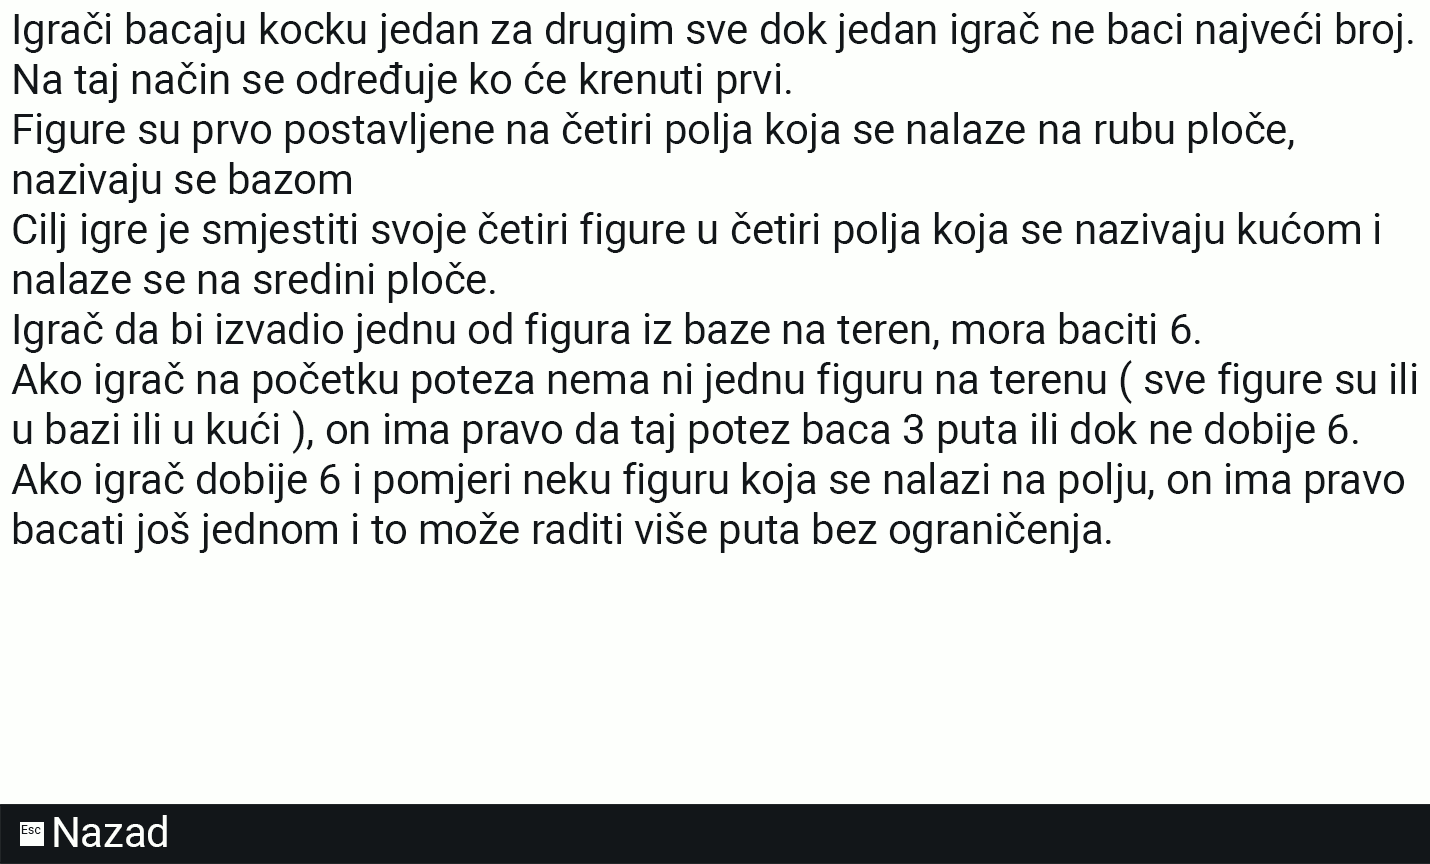 Igrači bacaju kocku jedan za drugim sve dok jedan igrač ne baci najveći broj.
Na taj način se određuje ko će krenuti prvi.
Figure su prvo postavljene na četiri polja koja se nalaze na rubu ploče,
nazivaju se bazom
Cilj igre je smjestiti svoje četiri figure u četiri polja koja se nazivaju kućom i
nalaze se na sredini ploče.
Igrač da bi izvadio jednu od figura iz baze na teren, mora baciti 6.
Ako igrač na početku poteza nema ni jednu figuru na terenu ( sve figure su ili
u bazi ili u kući ), on ima pravo da taj potez baca 3 puta ili dok ne dobije 6.
Ako igrač dobije 6 i pomjeri neku figuru koja se nalazi na polju, on ima pravo
bacati još jednom i to može raditi više puta bez ograničenja.
Esc Nazad